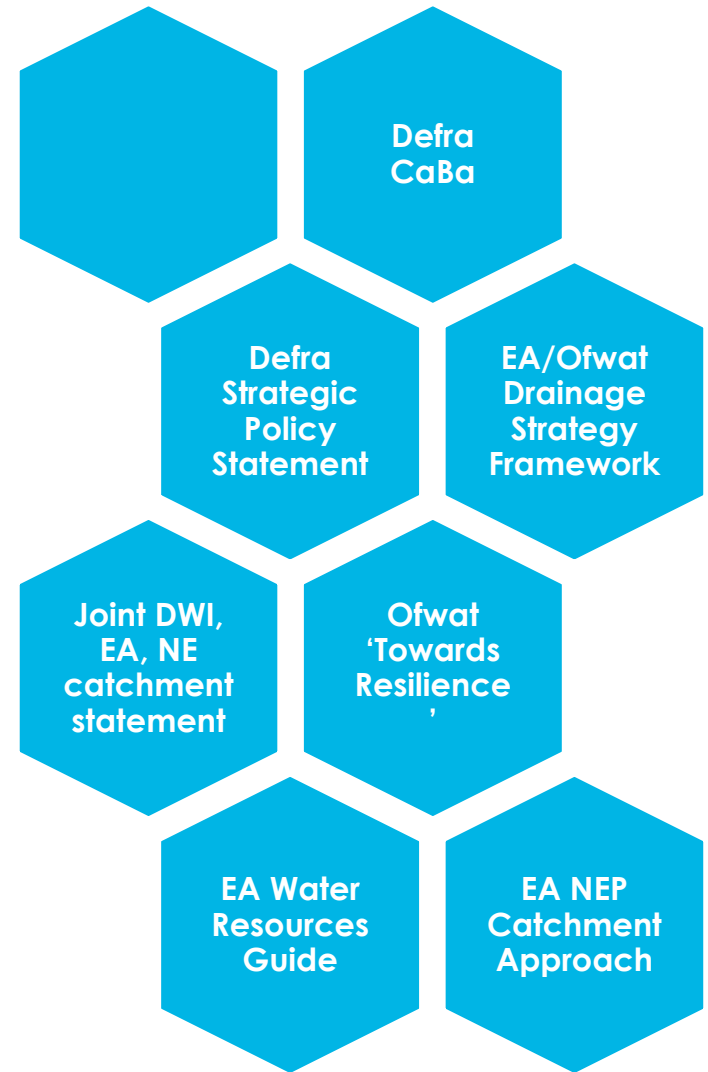 Defra
CaBa
Defra
Strategic
Policy
Statement
EA/Ofwat
Drainage
Strategy
Framework
Joint DWI,
EA, NE
catchment
statement
Ofwat
‘Towards
Resilience
’
EA Water
Resources
Guide
EA NEP
Catchment
Approach